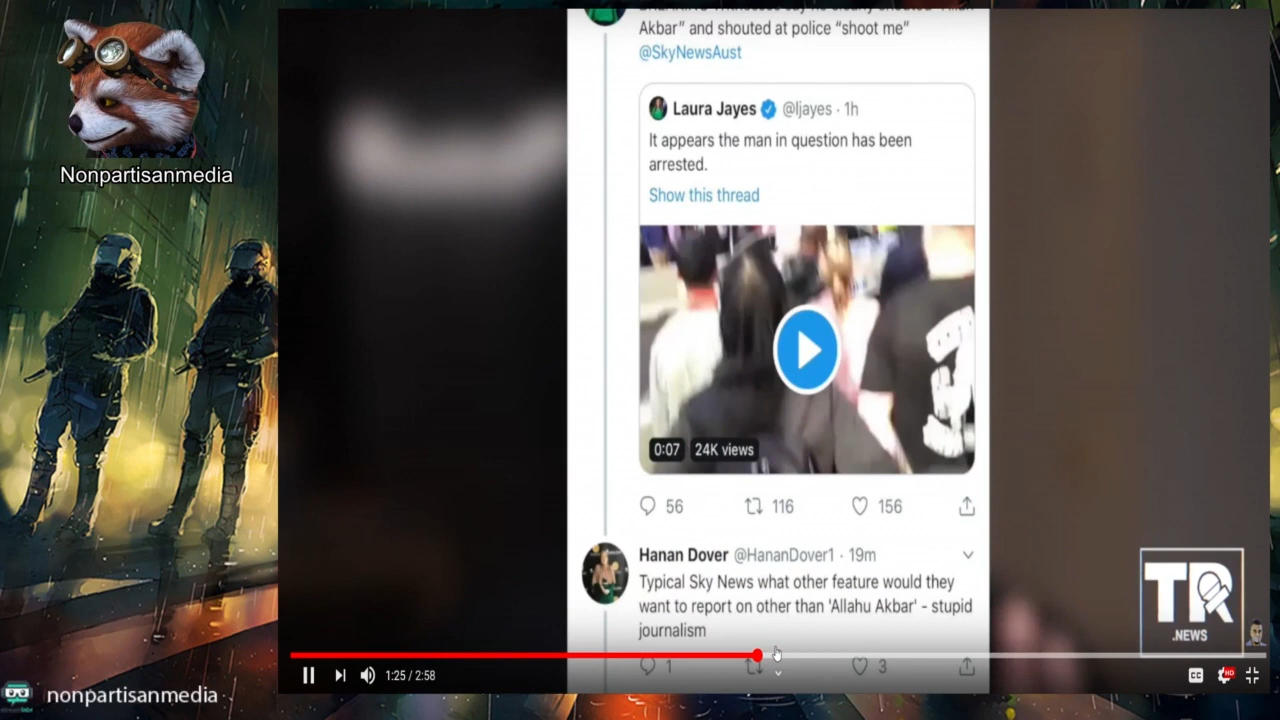 Akbar” and shouted at police “shoot me”
@SkyNewsAust
Laura Jayes @ljayes · 1h
It appears the man in question has been
arrested.
Show this thread
0:07 24K views
56 116 156
Hanan Dover @HananDover1 · 19m
Typical Sky News what other feature would they
want to report on other than 'Allahu Akbar' - stupid
journalism
1 3
Nonpartisanmedia
TR
.NEWS
1:25 / 2:58
CC HD
nonpartisanmedia